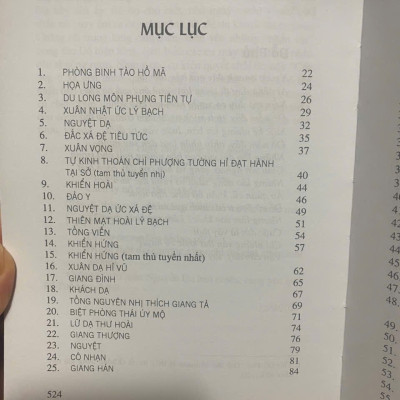 MỤC LỤC
1. PHÒNG BINH TÀO HỒ MÃ 22
2. HỌA ƯNG 24
3. DU LONG MÔN PHỤNG TIÊN TỰ 26
4. XUÂN NHẬT ỨC LÝ BẠCH 29
5. NGUYỆT DẠ 32
6. ĐẮC XÁ ĐỆ TIÊU TỨC 35
7. XUÂN VỌNG 37
8. TỰ KINH THOÁN CHÍ PHƯỢNG TƯỜNG HỈ ĐẠT HÀNH
TẠI SỞ (tam thủ tuyển nhị) 40
9. KHIỂN HOÀI 44
10. ĐẢO Y 46
11. NGUYỆT DẠ ỨC XÁ ĐỆ 49
12. THIÊN MẠT HOÀI LÝ BẠCH 51
13. TỐNG VIỄN 54
14. KHIỂN HỨNG 57
15. KHIỂN HỨNG (tam thủ tuyển nhất)
16. XUÂN DẠ HỈ VŨ 62
17. GIANG ĐÌNH 65
18. KHÁCH DẠ 67
19. TỐNG NGUYÊN NHỊ THÍCH GIANG TẢ 69
20. BIỆT PHÒNG THÁI ÚY MỘ 71
21. LỮ DẠ THƯ HOÀI 74
22. GIANG THƯỢNG 76
23. NGUYỆT 79
24. CÔ NHẠN 81
25. GIANG HÁN 84
524